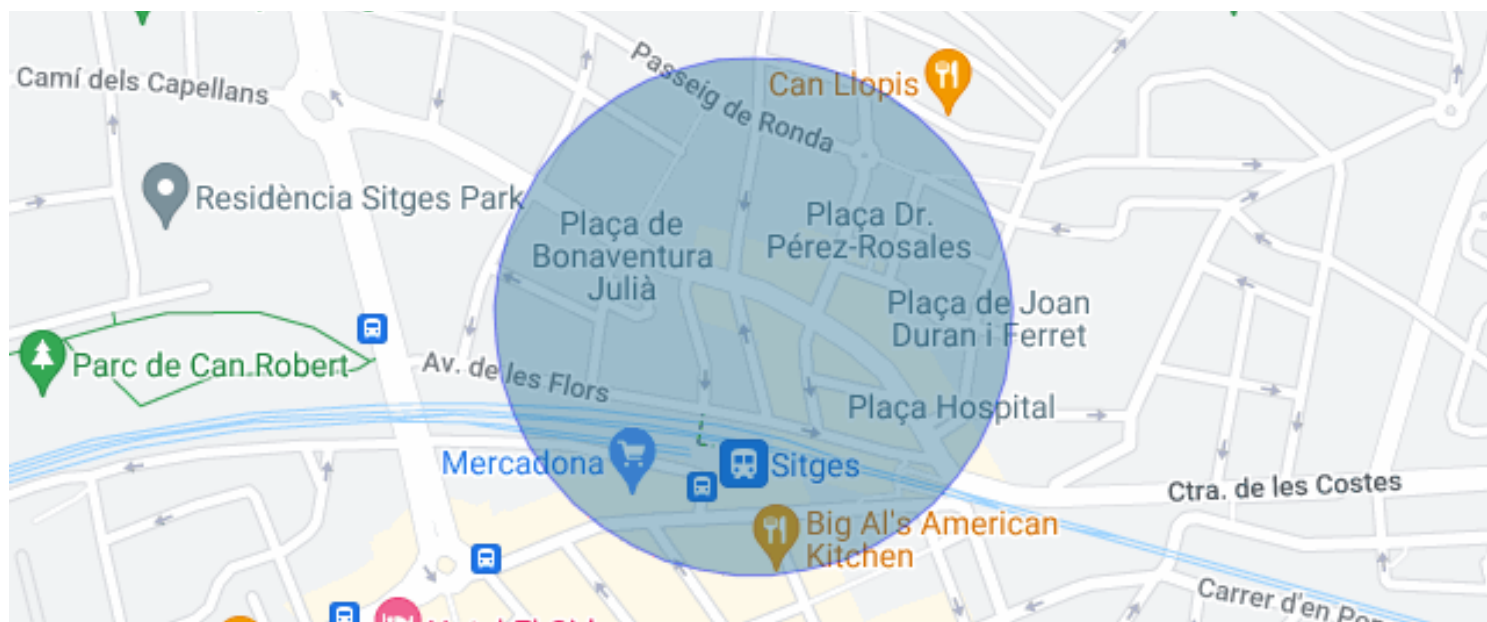 Passeig de Ronda
Can Llopis
Camí dels Capellans
Residència Sitges Park
Plaça de
Bonaventura
Julià
Plaça Dr.
Pérez-Rosales
Plaça de Joan
Duran i Ferret
Parc de Can Robert
Av. de les Flors
Plaça Hospital
Mercadona
Sitges
Ctra. de les Costes
Big Al's American
Kitchen
Carrer d'en